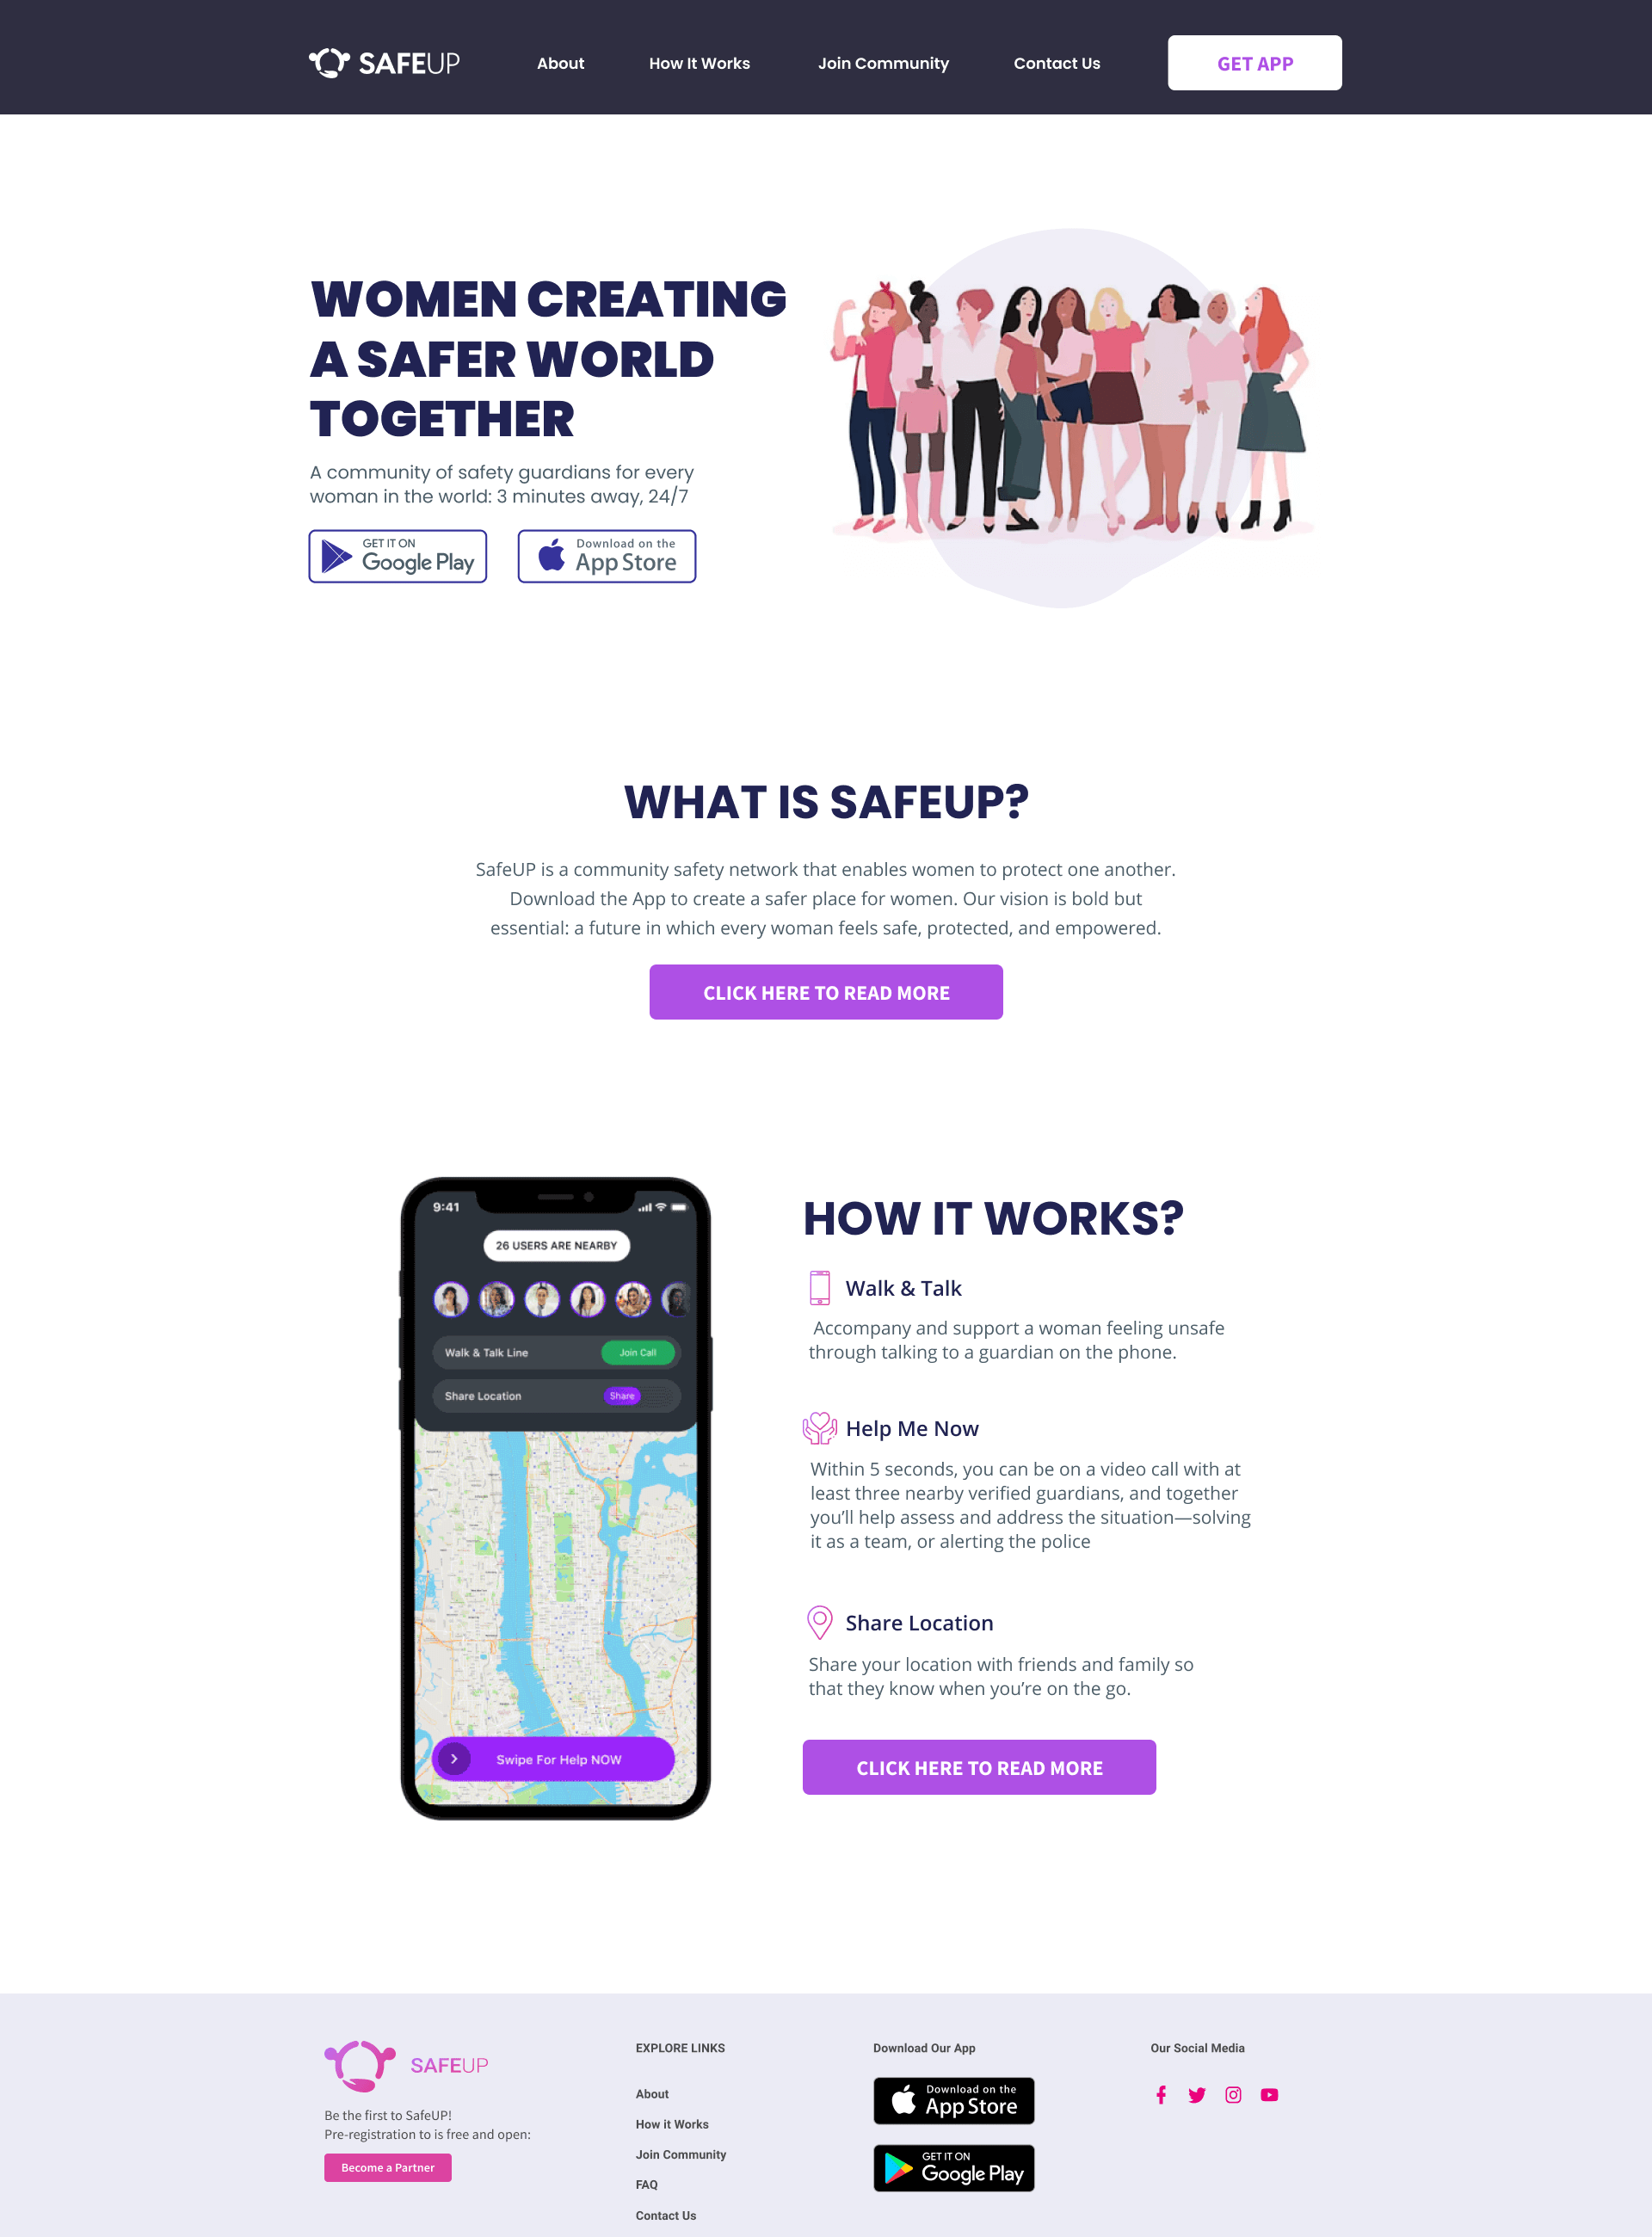 SAFEUP
About
How It Works
Join Community
Contact Us
GET APP
WOMEN CREATING
A SAFER WORLD
TOGETHER
A community of safety guardians for every
woman in the world: 3 minutes away, 24/7
GET IT ON
Google Play
Download on the
App Store
WHAT IS SAFEUP?
SafeUP is a community safety network that enables women to protect one another.
Download the App to create a safer place for women. Our vision is bold but
essential: a future in which every woman feels safe, protected, and empowered.
CLICK HERE TO READ MORE
9:41
26 USERS ARE NEARBY
Walk & Talk Line
Join Call
Share Location
Share
Swipe For Help NOW
HOW IT WORKS?
Walk & Talk
Accompany and support a woman feeling unsafe
through talking to a guardian on the phone.
Help Me Now
Within 5 seconds, you can be on a video call with at
least three nearby verified guardians, and together
you’ll help assess and address the situation—solving
it as a team, or alerting the police
Share Location
Share your location with friends and family so
that they know when you’re on the go.
CLICK HERE TO READ MORE
SAFEUP
Be the first to SafeUP!
Pre-registration to is free and open:
Become a Partner
EXPLORE LINKS
About
How it Works
Join Community
FAQ
Contact Us
Download Our App
Download on the
App Store
GET IT ON
Google Play
Our Social Media